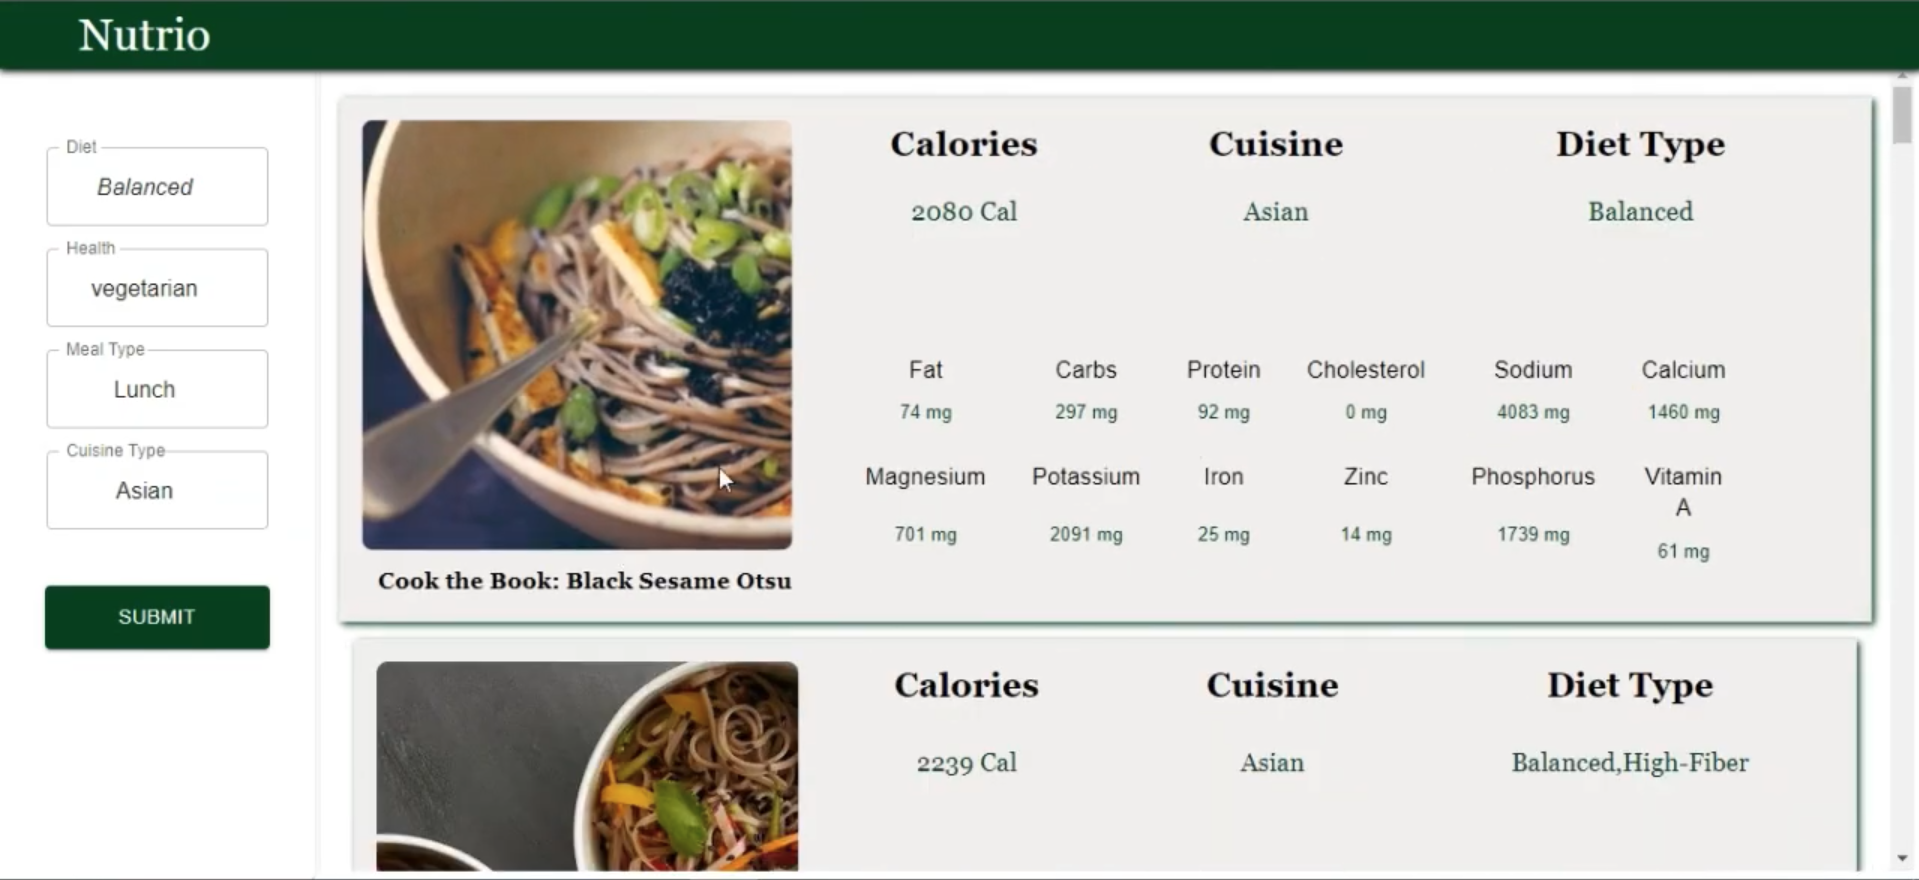 Nutrio
Diet
Balanced
Health
vegetarian
Meal Type
Lunch
Cuisine Type
Asian
SUBMIT
Calories Cuisine Diet Type
2080 Cal Asian Balanced
Fat Carbs Protein Cholesterol Sodium Calcium
74 mg 297 mg 92 mg 0 mg 4083 mg 1460 mg
Magnesium Potassium Iron Zinc Phosphorus Vitamin
A
701 mg 2091 mg 25 mg 14 mg 1739 mg 61 mg
Cook the Book: Black Sesame Otsu
Calories Cuisine Diet Type
2239 Cal Asian Balanced,High-Fiber